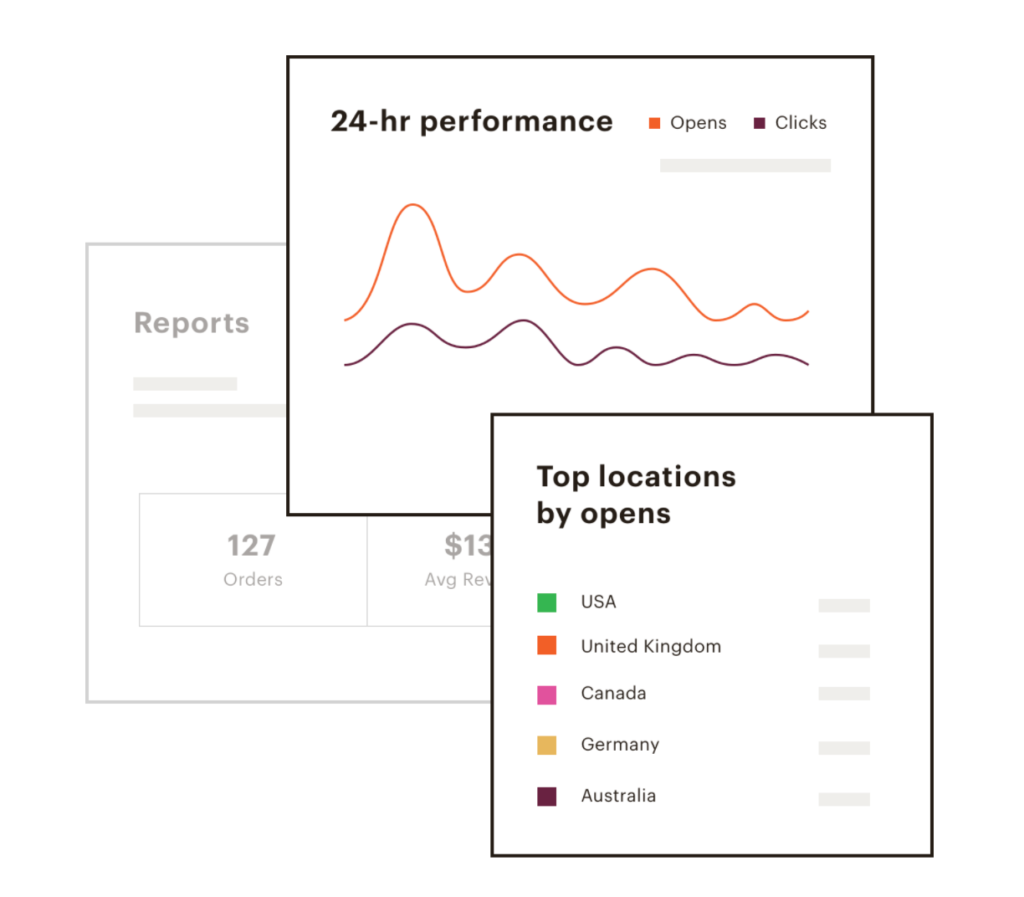 24-hr performance
Opens
Clicks
Reports
127
Orders
$13
Avg Rev
Top locations
by opens
USA
United Kingdom
Canada
Germany
Australia